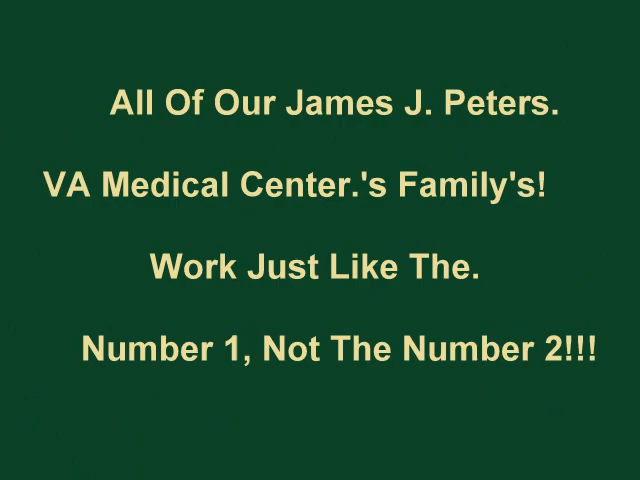 All Of Our James J. Peters.
VA Medical Center.'s Family's!
Work Just Like The.
Number 1, Not The Number 2!!!